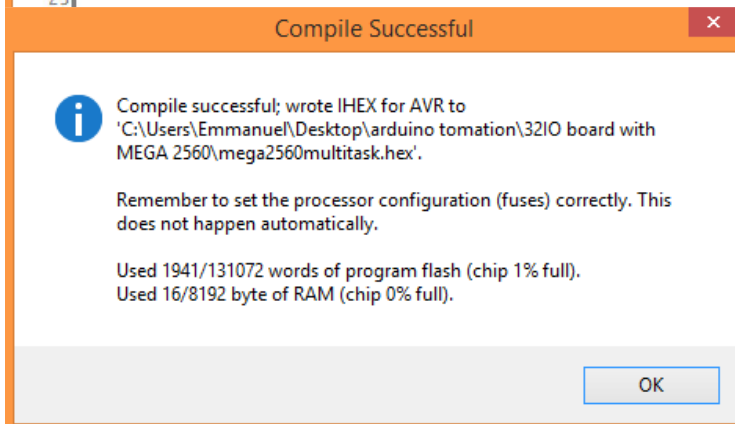 Compile Successful
Compile successful; wrote IHEX for AVR to
'C:\Users\Emmanuel\Desktop\arduino tomation\32IO board with
MEGA 2560\mega2560multitask.hex'.
Remember to set the processor configuration (fuses) correctly. This
does not happen automatically.
Used 1941/131072 words of program flash (chip 1% full).
Used 16/8192 byte of RAM (chip 0% full).
OK